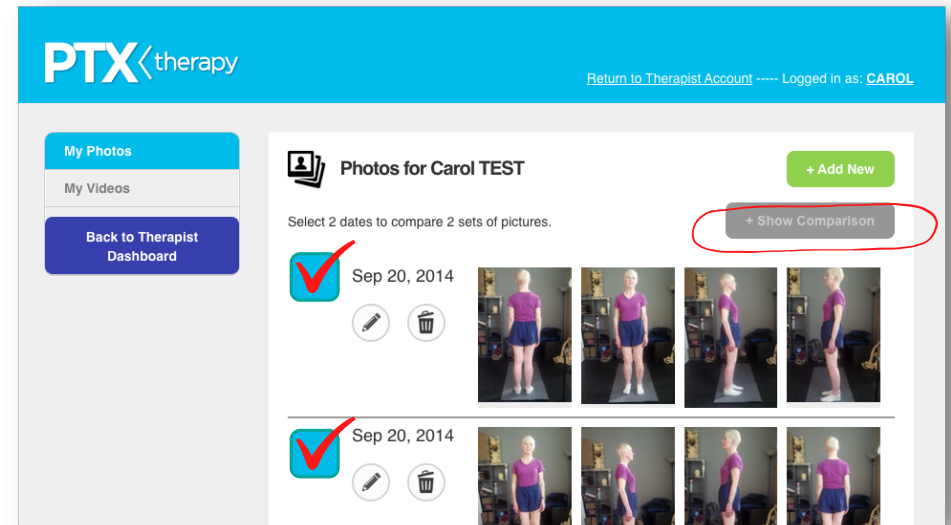 PTX therapy
Return to Therapist Account ----- Logged in as: CAROL
My Photos
My Videos
Back to Therapist
Dashboard
Photos for Carol TEST
+ Add New
Select 2 dates to compare 2 sets of pictures.
+ Show Comparison
Sep 20, 2014
Sep 20, 2014